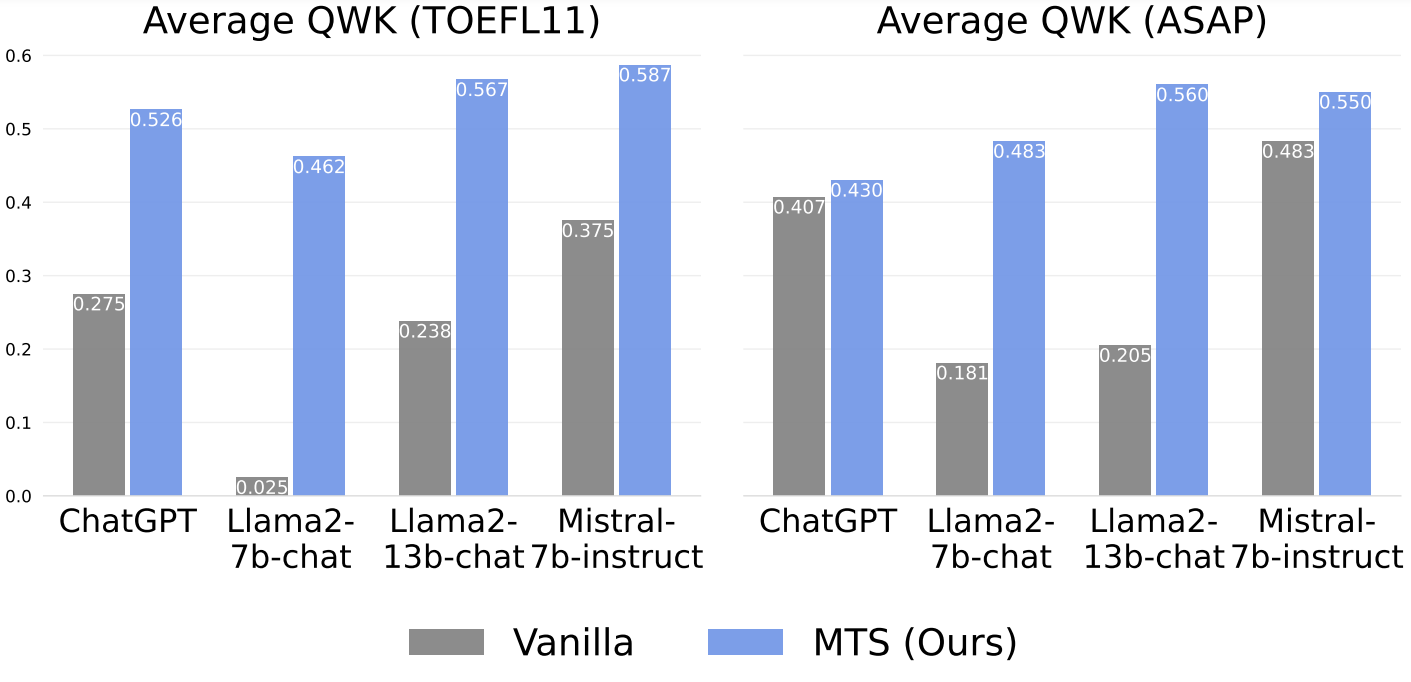 Average QWK (TOEFL11)
0.6
0.5
0.4
0.3
0.2
0.1
0.0
0.275
0.526
0.025
0.462
0.238
0.567
0.375
0.587
ChatGPT
Llama2-
7b-chat
Llama2-
13b-chat
Mistral-
7b-instruct
Average QWK (ASAP)
0.407
0.430
0.181
0.483
0.205
0.560
0.483
0.550
ChatGPT
Llama2-
7b-chat
Llama2-
13b-chat
Mistral-
7b-instruct
Vanilla
MTS (Ours)